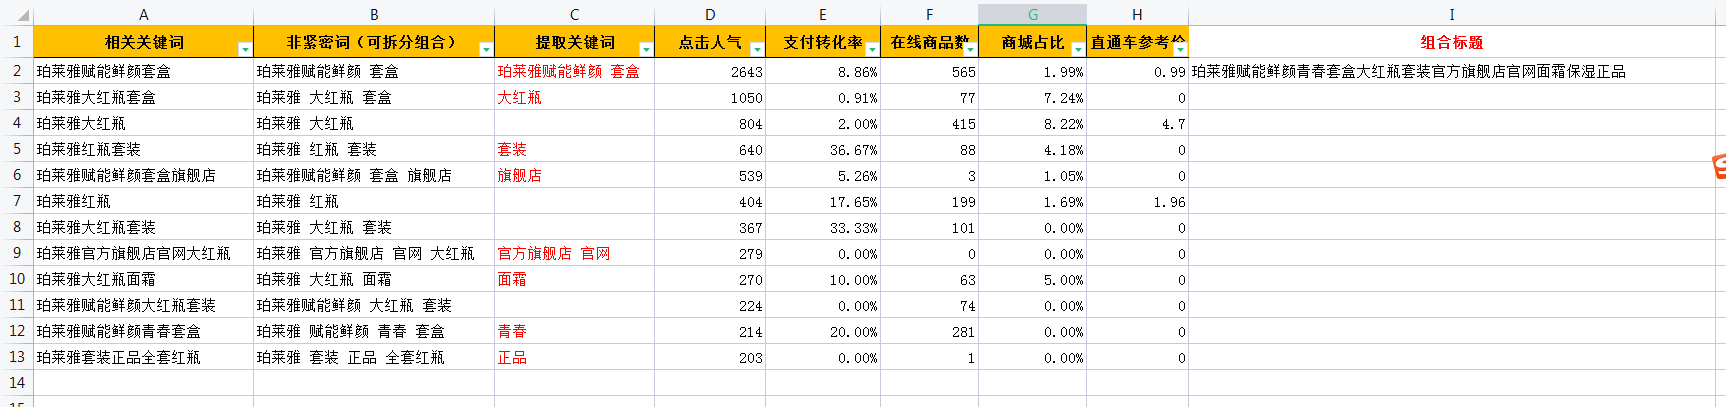 A B C D E F G H I
1 相关关键词 非紧密词（可拆分组合） 提取关键词 点击人气 支付转化率 在线商品数 商城占比 直通车参考价 组合标题
2 珀莱雅赋能鲜颜套盒 珀莱雅赋能鲜颜 套盒 珀莱雅赋能鲜颜 套盒 2643 8.86% 565 1.99% 0.99 珀莱雅赋能鲜颜青春套盒大红瓶套装官方旗舰店官网面霜保湿正品
3 珀莱雅大红瓶套盒 珀莱雅 大红瓶 套盒 大红瓶 1050 0.91% 77 7.24% 0
4 珀莱雅大红瓶 珀莱雅 大红瓶 804 2.00% 415 8.22% 4.7
5 珀莱雅红瓶套装 珀莱雅 红瓶 套装 套装 640 36.67% 88 4.18% 0
6 珀莱雅赋能鲜颜套盒旗舰店 珀莱雅赋能鲜颜 套盒 旗舰店 旗舰店 539 5.26% 3 1.05% 0
7 珀莱雅红瓶 珀莱雅 红瓶 404 17.65% 199 1.69% 1.96
8 珀莱雅大红瓶套装 珀莱雅 大红瓶 套装 367 33.33% 101 0.00% 0
9 珀莱雅官方旗舰店官网大红瓶 珀莱雅 官方旗舰店 官网 大红瓶 官方旗舰店 官网 279 0.00% 0 0.00% 0
10 珀莱雅大红瓶面霜 珀莱雅 大红瓶 面霜 面霜 270 10.00% 63 5.00% 0
11 珀莱雅赋能鲜颜大红瓶套装 珀莱雅赋能鲜颜 大红瓶 套装 224 0.00% 74 0.00% 0
12 珀莱雅赋能鲜颜青春套盒 珀莱雅 赋能鲜颜 青春 套盒 青春 214 20.00% 281 0.00% 0
13 珀莱雅套装正品全套红瓶 珀莱雅 套装 正品 全套红瓶 正品 203 0.00% 1 0.00% 0
14